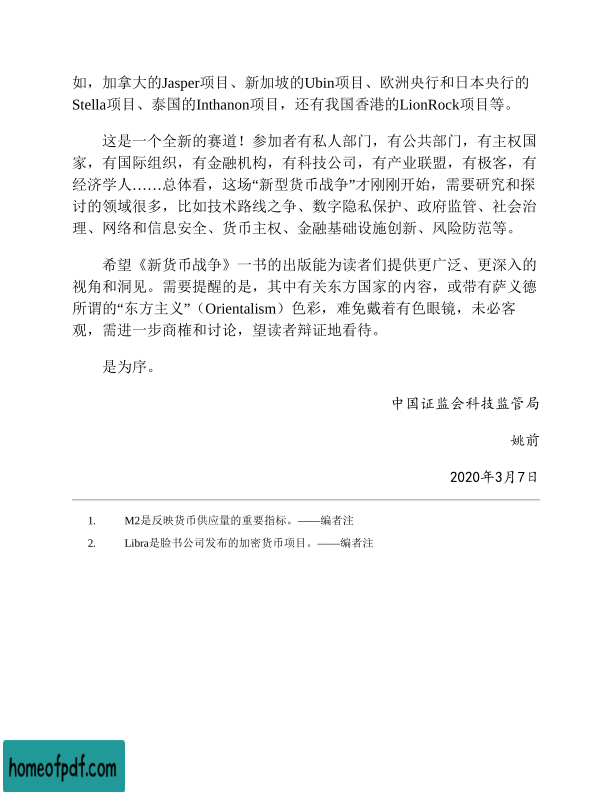 如，加拿大的Jasper项目、新加坡的Ubin项目、欧洲央行和日本央行的
Stella项目、泰国的Inthanon项目，还有我国香港的LionRock项目等。
这是一个全新的赛道！参加者有私人部门，有公共部门，有主权国
家，有国际组织，有金融机构，有科技公司，有产业联盟，有极客，有
经济学人……总体看，这场“新型货币战争”才刚刚开始，需要研究和探
讨的领域很多，比如技术路线之争、数字隐私保护、政府监管、社会治
理、网络和信息安全、货币主权、金融基础设施创新、风险防范等。
希望《新货币战争》一书的出版能为读者们提供更广泛、更深入的
视角和洞见。需要提醒的是，其中有关东方国家的内容，或带有萨义德
所谓的“东方主义”（Orientalism）色彩，难免戴着有色眼镜，未必客
观，需进一步商榷和讨论，望读者辩证地看待。
是为序。
中国证监会科技监管局
姚前
2020年3月7日
1. M2是反映货币供应量的重要指标。——编者注
2. Libra是脸书公司发布的加密货币项目。——编者注
homeofpdf.com